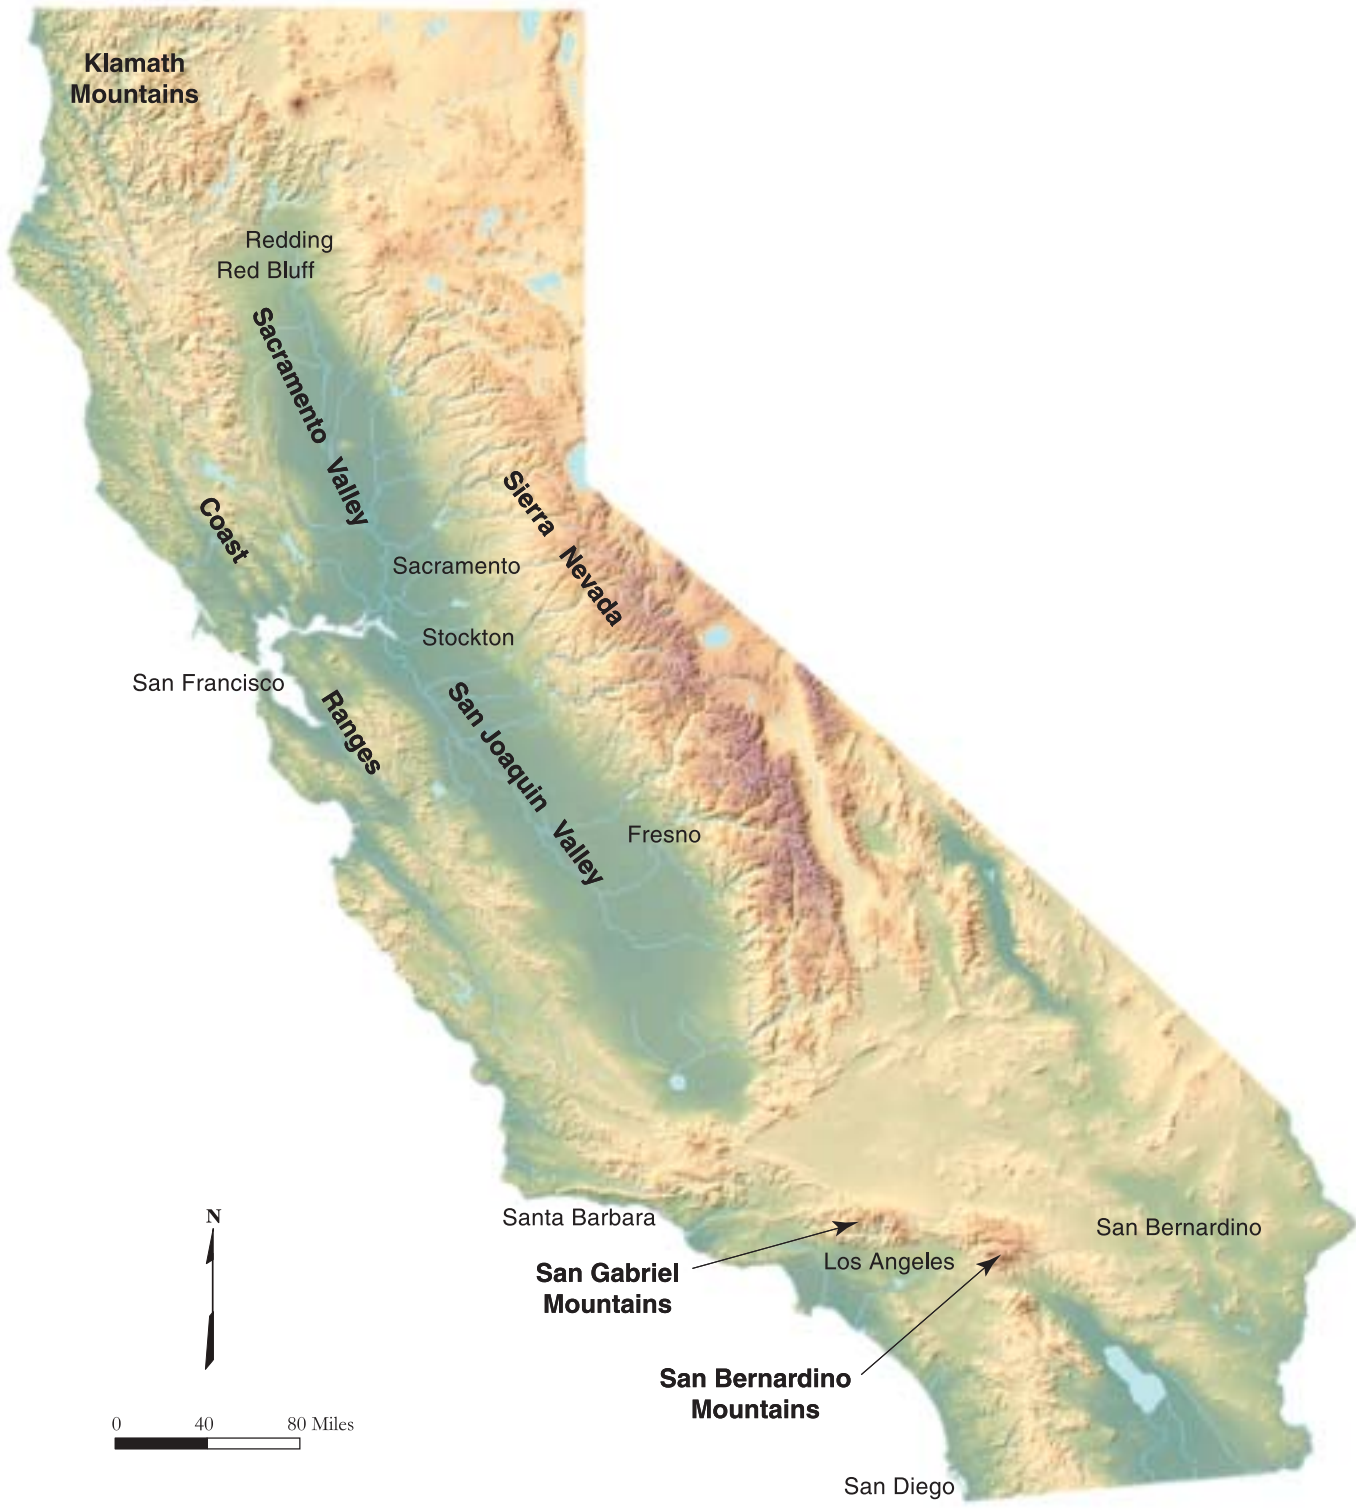 Klamath
Mountains
Redding
Red Bluff
Sacramento Valley
Sierra Nevada
Coast
Sacramento
Stockton
San Francisco
Ranges
San Joaquin Valley
Fresno
N
Santa Barbara
San Bernardino
Los Angeles
San Gabriel
Mountains
San Bernardino
Mountains
0 40 80 Miles
San Diego